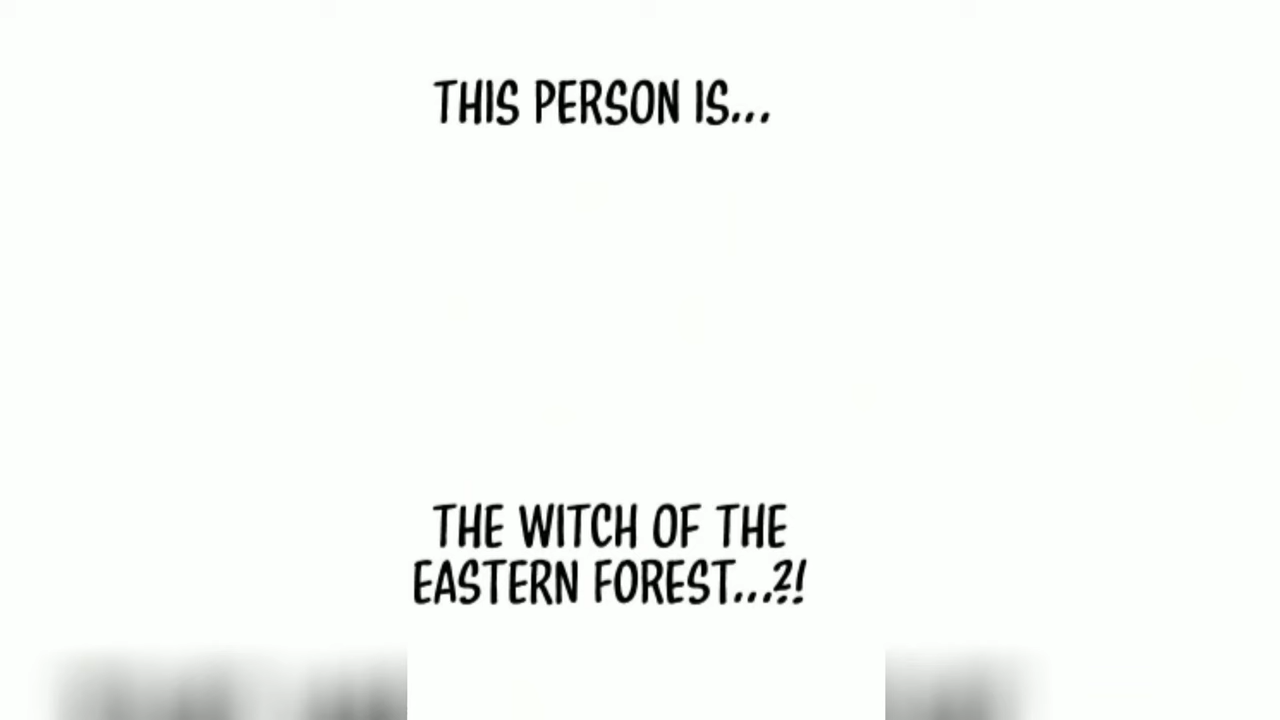 THIS PERSON IS...
THE WITCH OF THE
EASTERN FOREST...?!